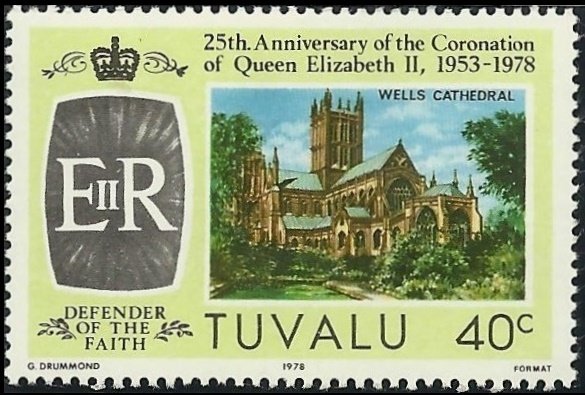 25th. Anniversary of the Coronation
of Queen Elizabeth II, 1953-1978
WELLS CATHEDRAL
EIIR
DEFENDER
OF THE
FAITH
TUVALU 40c
G. DRUMMOND 1978 FORMAT